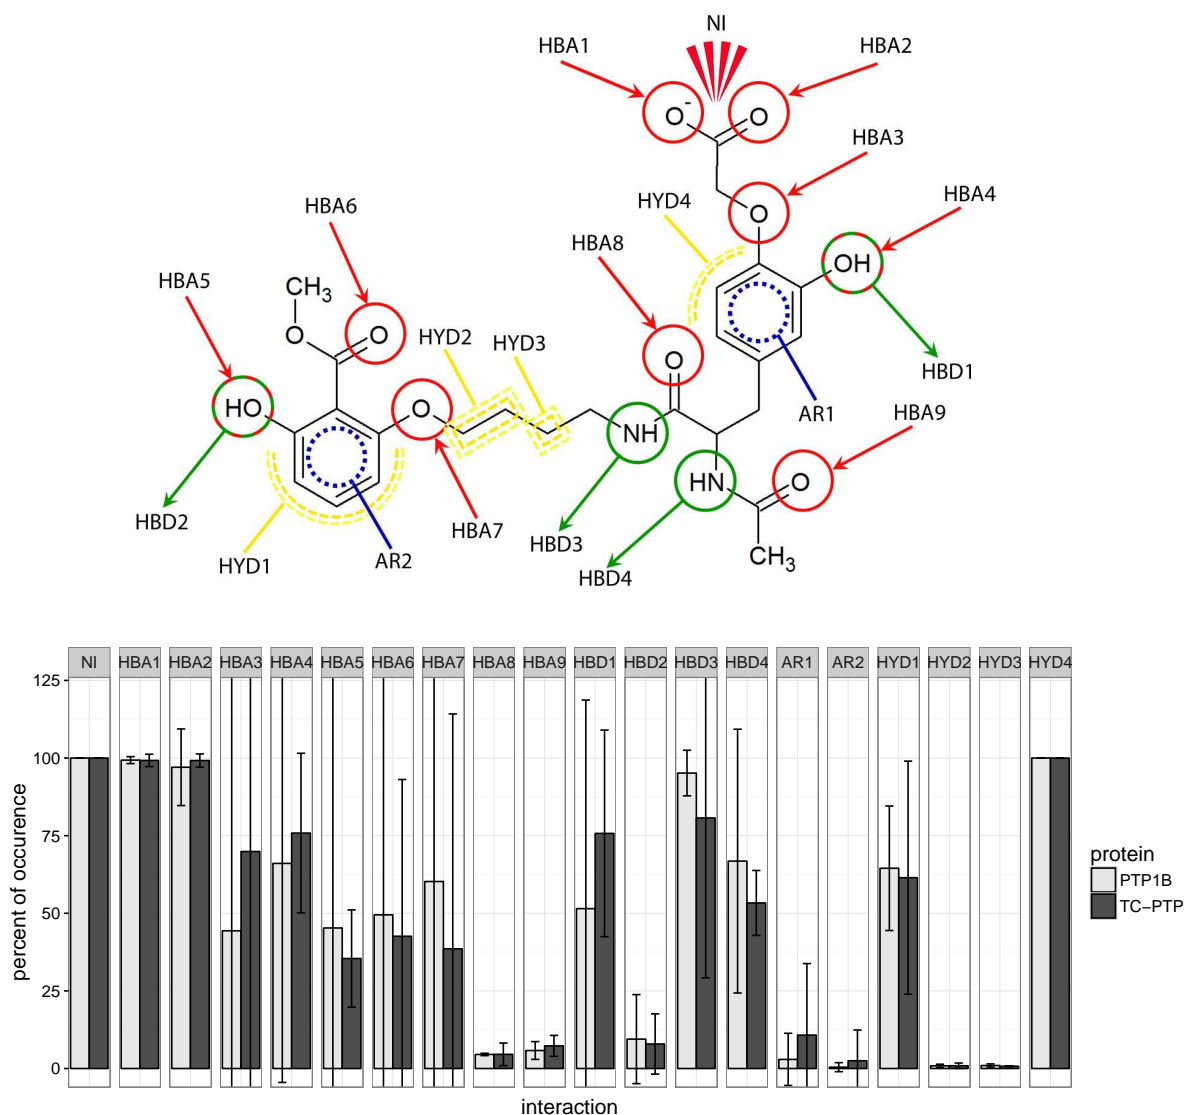 NI
HBA1
HBA2
O-
O
HBA3
HYD4
HBA4
HBA6
O
HBA8
OH
HBA5
CH3
O
O
HYD2
HYD3
O
HBD1
HO
O
AR1
HBA9
NH
HN
O
HBD2
HBA7
HBD3
HYD1
AR2
HBD4
CH3
NI HBA1 HBA2 HBA3 HBA4 HBA5 HBA6 HBA7 HBA8 HBA9 HBD1 HBD2 HBD3 HBD4 AR1 AR2 HYD1 HYD2 HYD3 HYD4
125
100
75
50
25
0
percent of occurence
interaction
protein
PTP1B
TC−PTP